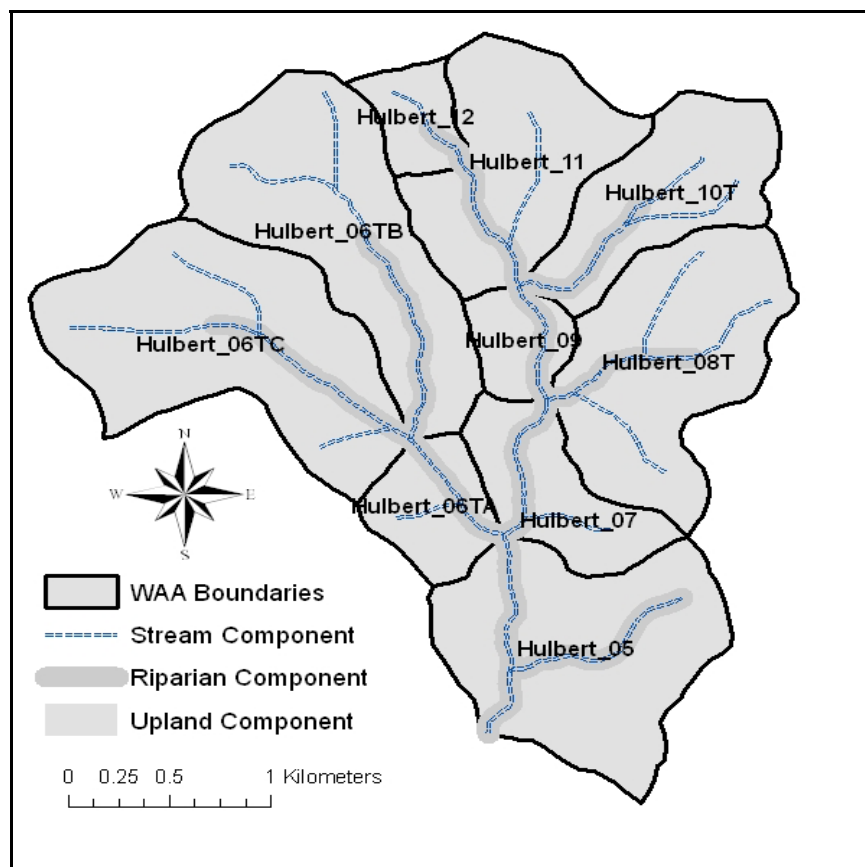 Hulbert_12
Hulbert_11
Hulbert_10T
Hulbert_06TB
Hulbert_09
Hulbert_06TC
Hulbert_08T
Hulbert_06TA
Hulbert_07
Hulbert_05
N
W E
S
WAA Boundaries
Stream Component
Riparian Component
Upland Component
0 0.25 0.5 1 Kilometers